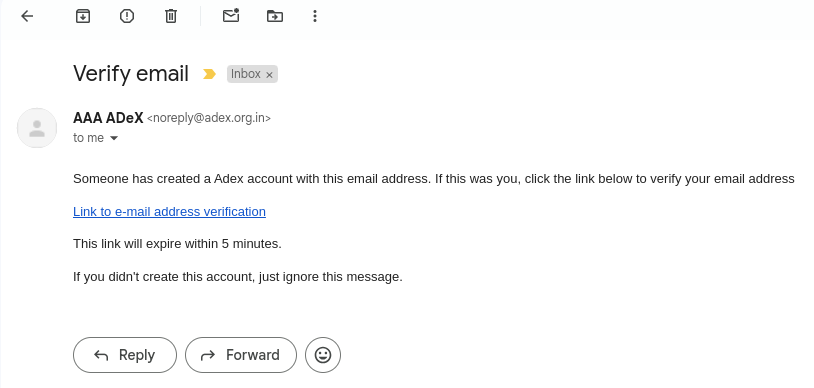 Verify email
Inbox ×
AAA ADeX <noreply@adex.org.in>
to me
Someone has created a Adex account with this email address. If this was you, click the link below to verify your email address
Link to e-mail address verification
This link will expire within 5 minutes.
If you didn't create this account, just ignore this message.
Reply
Forward